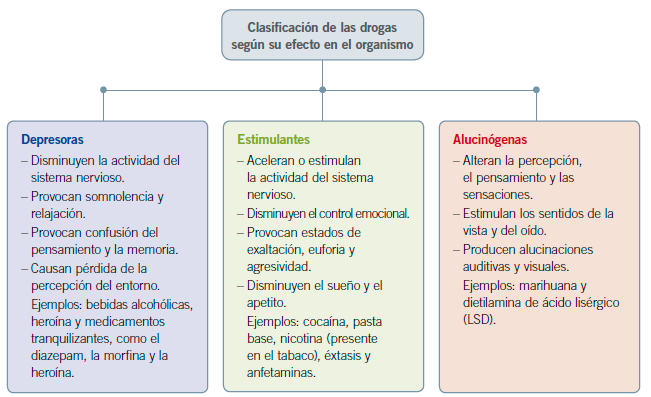 Clasificación de las drogas
según su efecto en el organismo
Depresoras
– Disminuyen la actividad del
sistema nervioso.
– Provocan somnolencia y
relajación.
– Provocan confusión del
pensamiento y la memoria.
– Causan pérdida de la
percepción del entorno.
Ejemplos: bebidas alcohólicas,
heroína y medicamentos
tranquilizantes, como el
diazepam, la morfina y la
heroína.
Estimulantes
– Aceleran o estimulan
la actividad del sistema
nervioso.
– Disminuyen el control emocional.
– Provocan estados de
exaltación, euforia y
agresividad.
– Disminuyen el sueño y el
apetito.
Ejemplos: cocaína, pasta
base, nicotina (presente
en el tabaco), éxtasis y
anfetaminas.
Alucinógenas
– Alteran la percepción,
el pensamiento y las
sensaciones.
– Estimulan los sentidos de la
vista y del oído.
– Producen alucinaciones
auditivas y visuales.
Ejemplos: marihuana y
dietilamina de ácido lisérgico
(LSD).